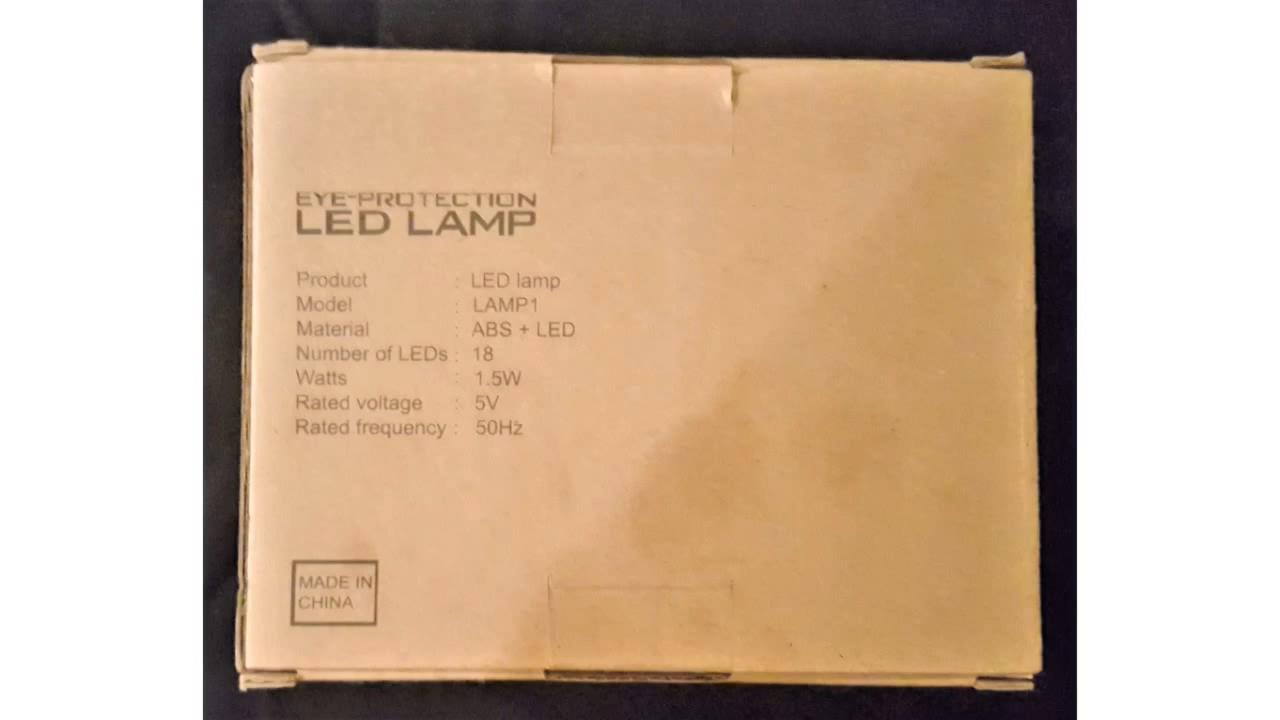 EYE-PROTECTION
LED LAMP
Product : LED lamp
Model : LAMP1
Material : ABS + LED
Number of LEDs : 18
Watts : 1.5W
Rated voltage : 5V
Rated frequency : 50Hz
MADE IN
CHINA